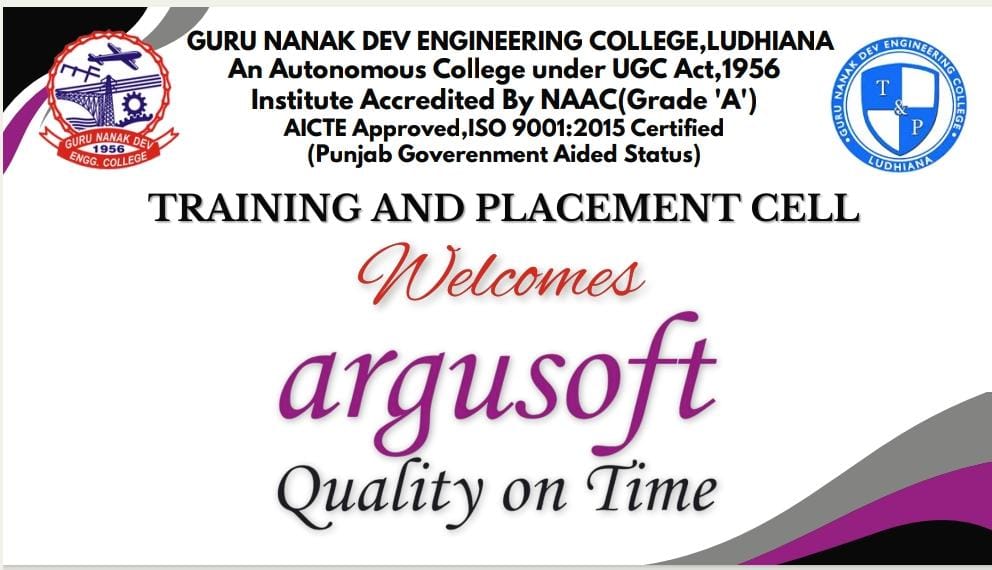 GURU NANAK DEV ENGINEERING COLLEGE,LUDHIANA
An Autonomous College under UGC Act,1956
Institute Accredited By NAAC(Grade 'A')
AICTE Approved,ISO 9001:2015 Certified
(Punjab Goverenment Aided Status)
GURU NANAK DEV
1956
ENGG. COLLEGE
GURU NANAK DEV ENGINEERING COLLEGE
T
&
P
LUDHIANA
TRAINING AND PLACEMENT CELL
Welcomes
argusoft
Quality on Time